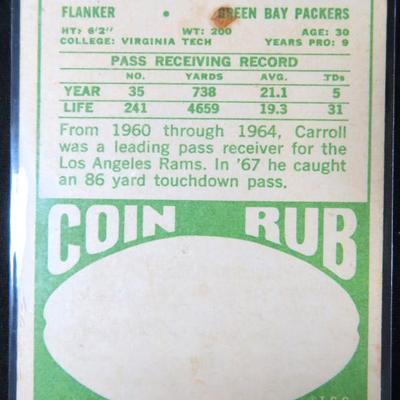 FLANKER • GREEN BAY PACKERS
HT: 6'2" WT: 200 AGE: 30
COLLEGE: VIRGINIA TECH YEARS PRO: 9
PASS RECEIVING RECORD
NO. YARDS AVG. TDs
YEAR 35 738 21.1 5
LIFE 241 4659 19.3 31
From 1960 through 1964, Carroll
was a leading pass receiver for the
Los Angeles Rams. In '67 he caught
an 86 yard touchdown pass.
COIN RUB